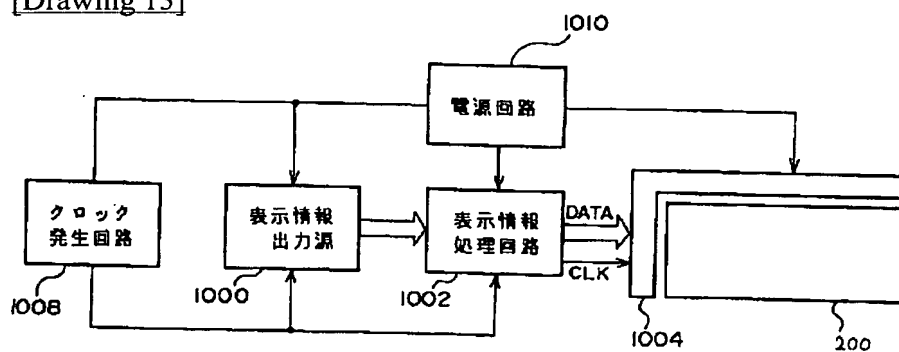 [Drawing 13]
1010
電源回路
クロック
発生回路
表示情報
出力源
表示情報
処理回路
DATA
CLK
1008
1000
1002
1004
200